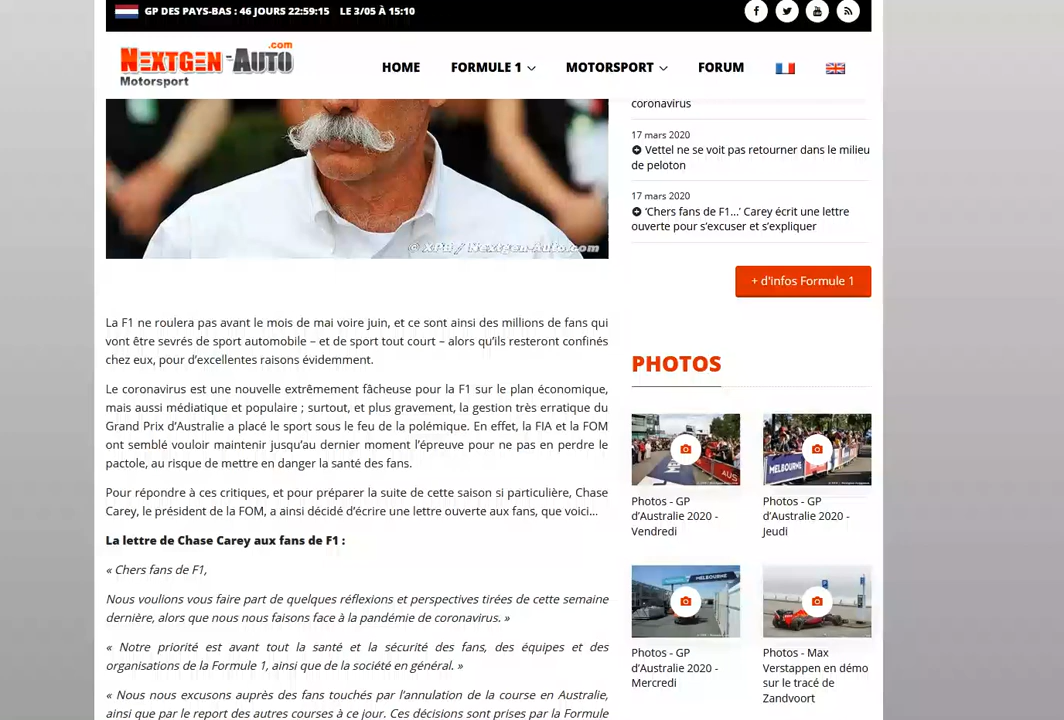 GP DES PAYS-BAS : 46 JOURS 22:59:15 LE 3/05 À 15:10
NEXTGEN-AUTO.com
Motorsport
HOME
FORMULE 1
MOTORSPORT
FORUM
© XPB / Nextgen-Auto.com
coronavirus
17 mars 2020
Vettel ne se voit pas retourner dans le milieu
de peloton
17 mars 2020
‘Chers fans de F1...’ Carey écrit une lettre
ouverte pour s’excuser et s’expliquer
+ d'infos Formule 1
La F1 ne roulera pas avant le mois de mai voire juin, et ce sont ainsi des millions de fans qui
vont être sevrés de sport automobile – et de sport tout court – alors qu’ils resteront confinés
chez eux, pour d’excellentes raisons évidemment.
Le coronavirus est une nouvelle extrêmement fâcheuse pour la F1 sur le plan économique,
mais aussi médiatique et populaire ; surtout, et plus gravement, la gestion très erratique du
Grand Prix d’Australie a placé le sport sous le feu de la polémique. En effet, la FIA et la FOM
ont semblé vouloir maintenir jusqu’au dernier moment l’épreuve pour ne pas en perdre le
pactole, au risque de mettre en danger la santé des fans.
Pour répondre à ces critiques, et pour préparer la suite de cette saison si particulière, Chase
Carey, le président de la FOM, a ainsi décidé d’écrire une lettre ouverte aux fans, que voici...
La lettre de Chase Carey aux fans de F1 :
« Chers fans de F1,
Nous voulions vous faire part de quelques réflexions et perspectives tirées de cette semaine
dernière, alors que nous nous faisons face à la pandémie de coronavirus. »
« Notre priorité est avant tout la santé et la sécurité des fans, des équipes et des
organisations de la Formule 1, ainsi que de la société en général. »
« Nous nous excusons auprès des fans touchés par l’annulation de la course en Australie,
ainsi que par le report des autres courses à ce jour. Ces décisions sont prises par la Formule
PHOTOS
AUS
MELBOURNE
Photos - GP
d’Australie 2020 -
Vendredi
Photos - GP
d’Australie 2020 -
Jeudi
MELBOURNE
Photos - GP
d’Australie 2020 -
Mercredi
Photos - Max
Verstappen en démo
sur le tracé de
Zandvoort